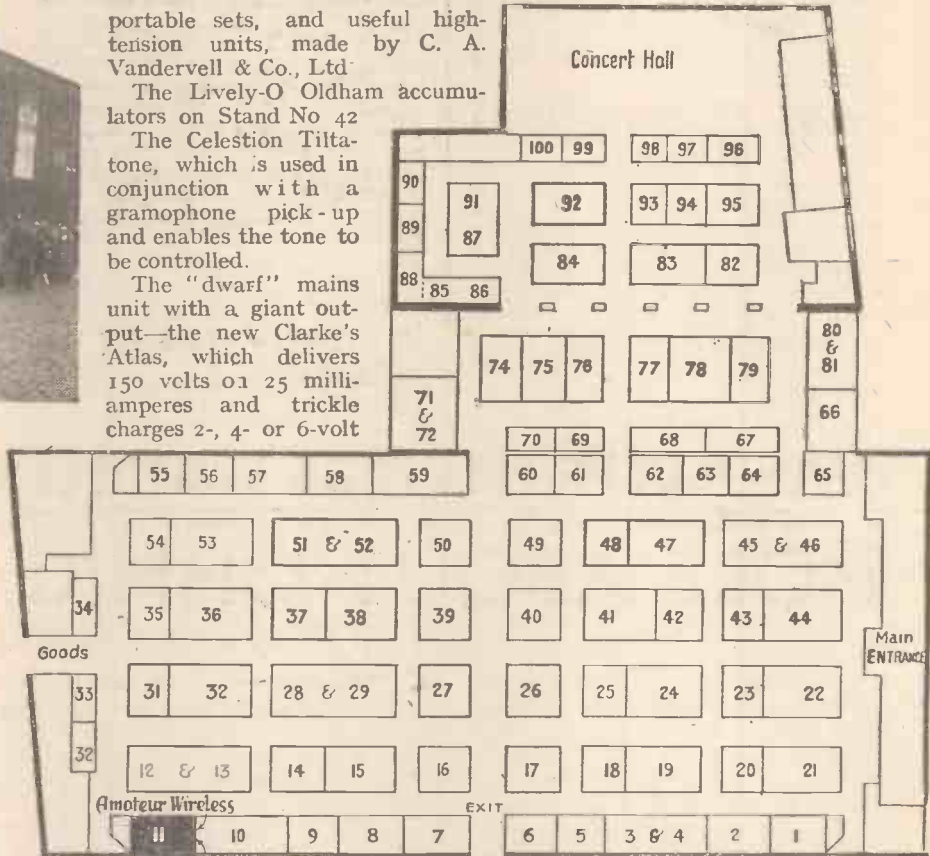 portable sets, and useful high-
tension units, made by C. A.
Vandervell & Co., Ltd
The Lively-O Oldham accumu-
lators on Stand No 42
The Celestion Tilta-
tone, which is used in
conjunction with a
gramophone pick-up
and enables the tone to
be controlled.
The "dwarf" mains
unit with a giant out-
put—the new Clarke's
Atlas, which delivers
150 volts on 25 milli-
amperes and trickle
charges 2-, 4- or 6-volt
Concert Hall
100 99 98 97 96
90
91 92 93 94 95
89 87
84 83 82
88 85 86
74 75 76 77 78 79
80 & 81
71 & 72
66
70 69 68 67
55 56 57 58 59 60 61 62 63 64 65
54 53 51 & 52 50 49 48 47 45 & 46
34 35 36 37 38 39 40 41 42 43 44
Goods
Main
ENTRANCE
33 31 32 28 & 29 27 26 25 24 23 22
32
12 & 13 14 15 16 17 18 19 20 21
Amateur Wireless
EXIT
11 10 9 8 7 6 5 3 & 4 2 1